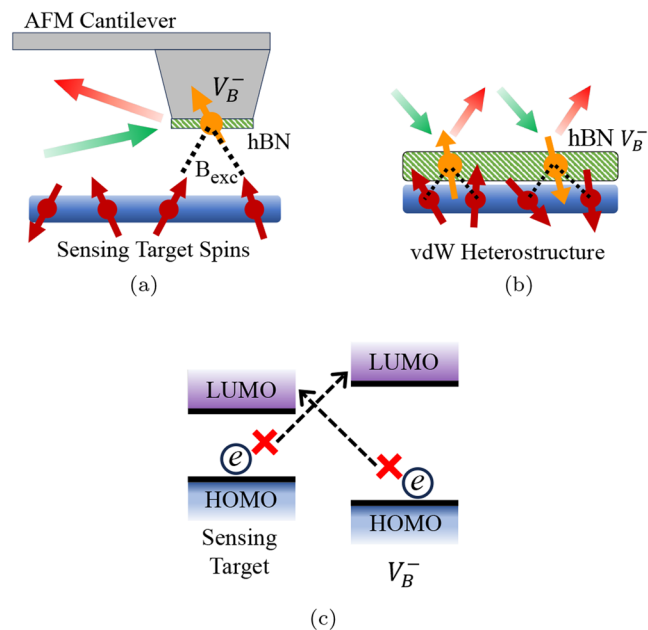 AFM Cantilever
V_B^-
hBN
B_exc
Sensing Target Spins
(a)
hBN V_B^-
vdW Heterostructure
(b)
LUMO
LUMO
e
e
HOMO
HOMO
Sensing
Target
V_B^-
(c)